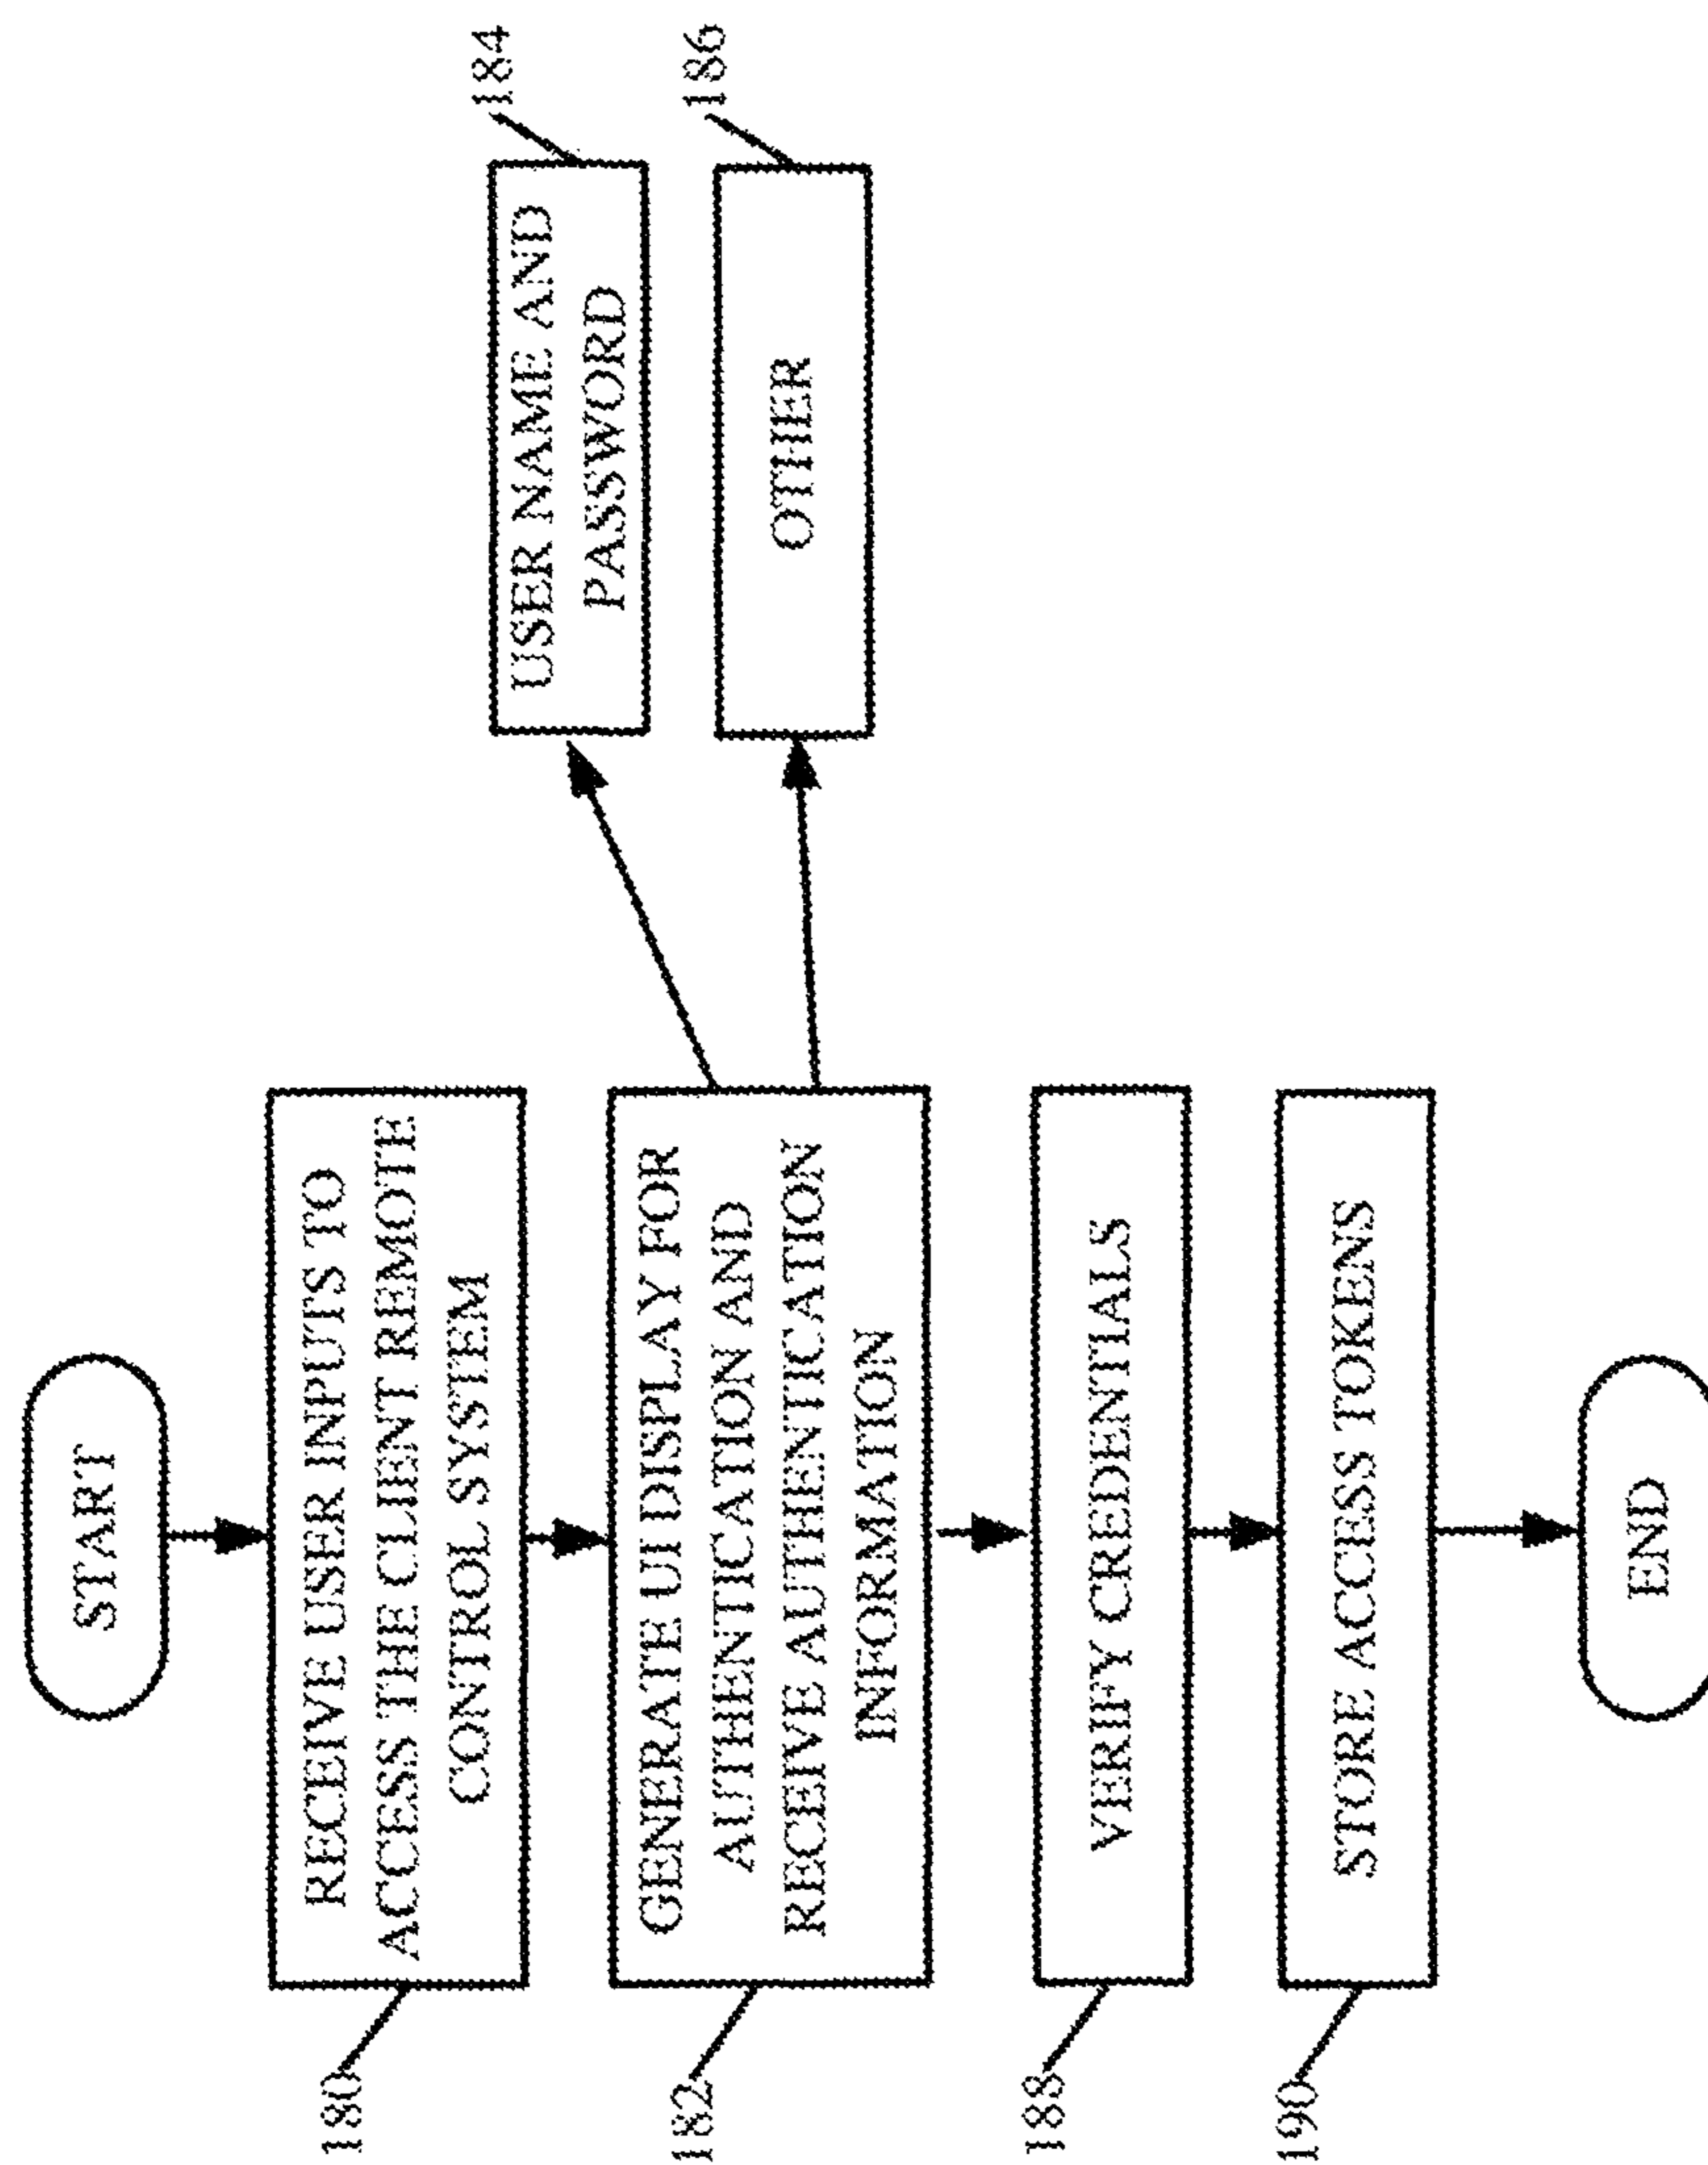 START
180
RECEIVE USER INPUTS TO
ACCESS THE CLIENT REMOTE
CONTROL SYSTEM
182
GENERATE UI DISPLAY FOR
AUTHENTICATION AND
RECEIVE AUTHENTICATION
INFORMATION
184
USER NAME AND
PASSWORD
186
OTHER
188
VERIFY CREDENTIALS
190
STORE ACCESS TOKENS
END